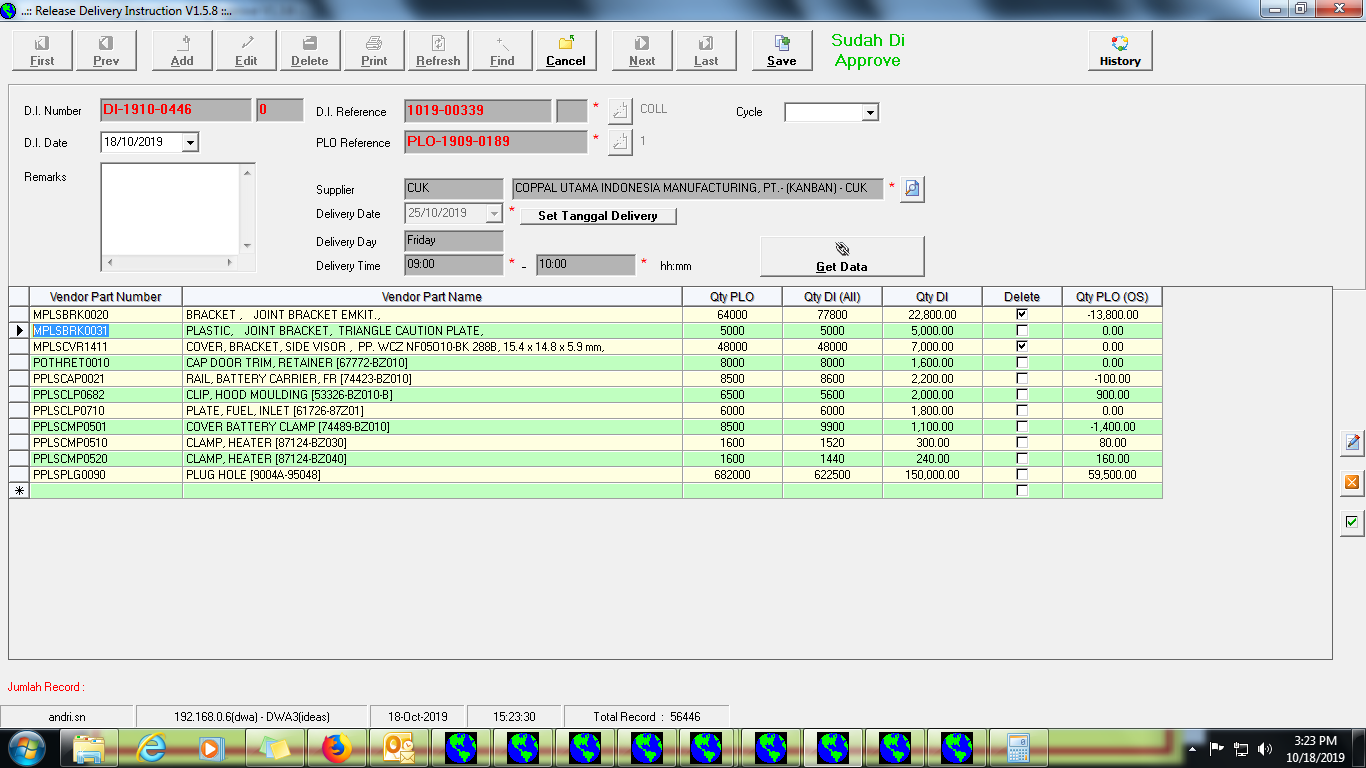 ..:: Release Delivery Instruction V1.5.8 ::..
First Prev Add Edit Delete Print Refresh Find Cancel Next Last Save Sudah Di Approve History
D.I. Number DI-1910-0446 0 D.I. Reference 1019-00339 * COLL Cycle
D.I. Date 18/10/2019 PLO Reference PLO-1909-0189 * 1
Remarks
Supplier CUK COPPAL UTAMA INDONESIA MANUFACTURING, PT.- (KANBAN) - CUK *
Delivery Date 25/10/2019 * Set Tanggal Delivery
Delivery Day Friday
Delivery Time 09:00 * - 10:00 * hh:mm Get Data
Vendor Part Number Vendor Part Name Qty PLO Qty DI (All) Qty DI Delete Qty PLO (OS)
MPLSBRK0020 BRACKET , JOINT BRACKET EMKIT., 64000 77800 22,800.00 -13,800.00
MPLSBRK0031 PLASTIC, JOINT BRACKET, TRIANGLE CAUTION PLATE, 5000 5000 5,000.00 0.00
MPLSCVR1411 COVER, BRACKET, SIDE VISOR , PP. WCZ NF05O10-BK 288B, 15.4 x 14.8 x 5.9 mm, 48000 48000 7,000.00 0.00
POTHRET0010 CAP DOOR TRIM, RETAINER [67772-BZ010] 8000 8000 1,600.00 0.00
PPLSCAP0021 RAIL, BATTERY CARRIER, FR [74423-BZ010] 8500 8600 2,200.00 -100.00
PPLSCLP0682 CLIP, HOOD MOULDING [53326-BZ010-B] 6500 5600 2,000.00 900.00
PPLSCLP0710 PLATE, FUEL, INLET [61726-87Z01] 6000 6000 1,800.00 0.00
PPLSCMP0501 COVER BATTERY CLAMP [74489-BZ010] 8500 9900 1,100.00 -1,400.00
PPLSCMP0510 CLAMP, HEATER [87124-BZ030] 1600 1520 300.00 80.00
PPLSCMP0520 CLAMP, HEATER [87124-BZ040] 1600 1440 240.00 160.00
PPLSPLG0090 PLUG HOLE [9004A-95048] 682000 622500 150,000.00 59,500.00
Jumlah Record :
andri.sn 192.168.0.6(dwa) - DWA3(ideas) 18-Oct-2019 15:23:30 Total Record : 56446
3:23 PM
10/18/2019